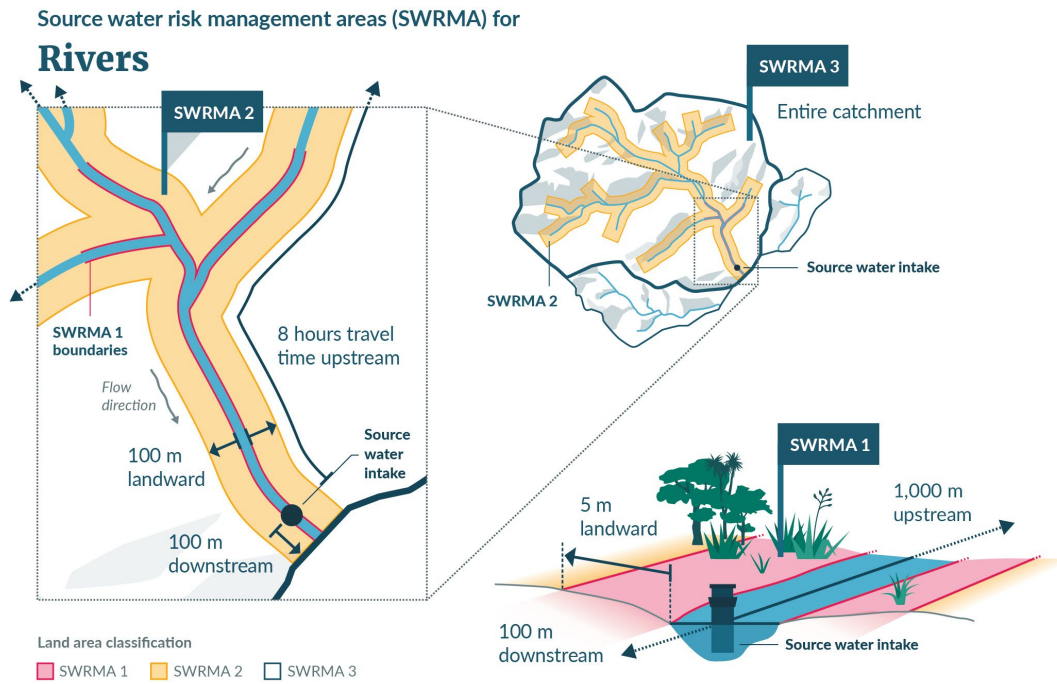 Source water risk management areas (SWRMA) for
Rivers
SWRMA 2
SWRMA 1
boundaries
Flow
direction
8 hours travel
time upstream
100 m
landward
Source
water
intake
100 m
downstream
SWRMA 3
Entire catchment
Source water intake
SWRMA 2
SWRMA 1
5 m
landward
1,000 m
upstream
100 m
downstream
Source water intake
Land area classification
SWRMA 1
SWRMA 2
SWRMA 3